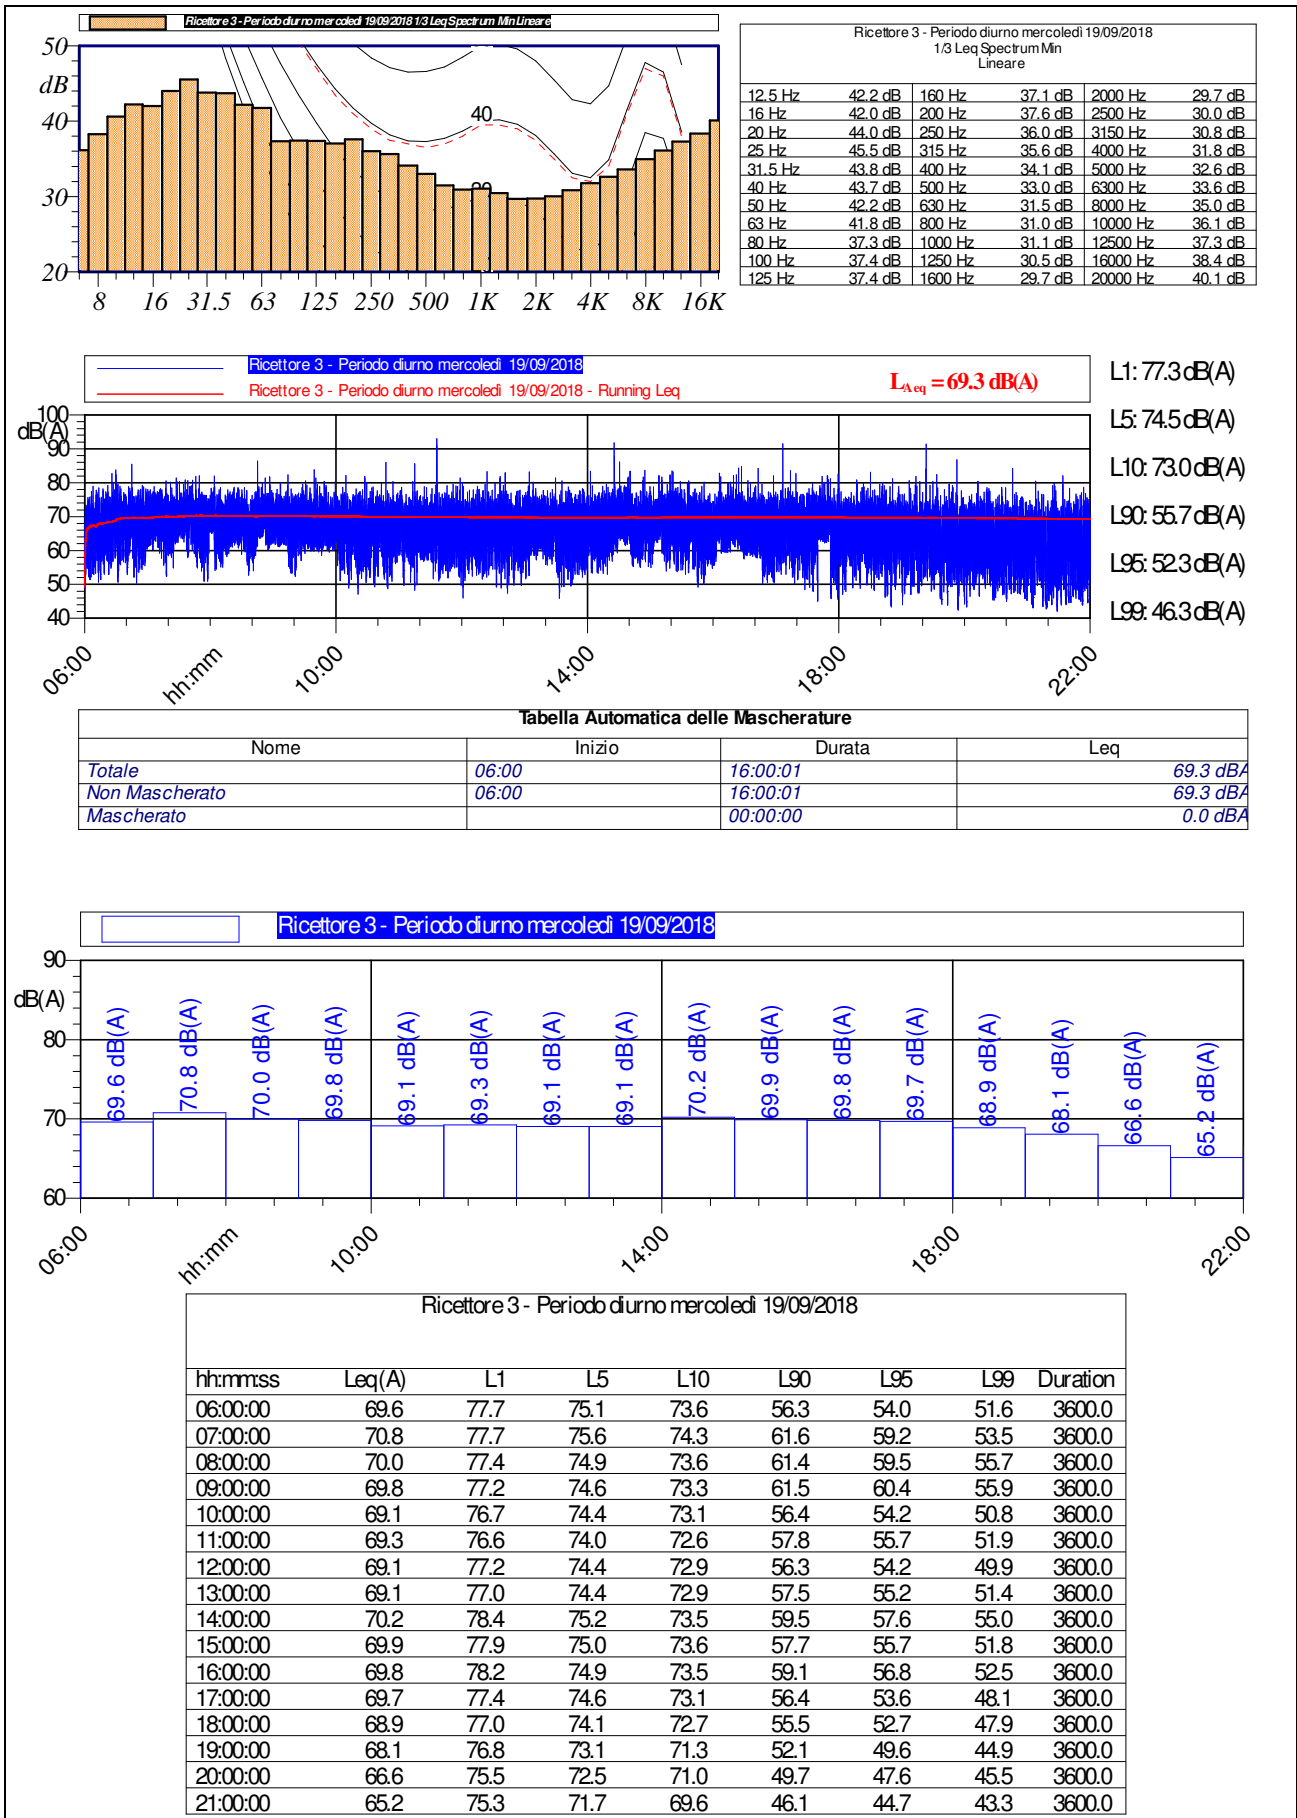 Ricettore 3 - Periodo diurno mercoledì 19/09/2018 1/3 Leq Spectrum Min Lineare
50
dB
40
30
20
40
8 16 31.5 63 125 250 500 1K 2K 4K 8K 16K
Ricettore 3 - Periodo diurno mercoledì 19/09/2018
1/3 Leq Spectrum Min
Lineare
12.5 Hz 42.2 dB 160 Hz 37.1 dB 2000 Hz 29.7 dB
16 Hz 42.0 dB 200 Hz 37.6 dB 2500 Hz 30.0 dB
20 Hz 44.0 dB 250 Hz 36.0 dB 3150 Hz 30.8 dB
25 Hz 45.5 dB 315 Hz 35.6 dB 4000 Hz 31.8 dB
31.5 Hz 43.8 dB 400 Hz 34.1 dB 5000 Hz 32.6 dB
40 Hz 43.7 dB 500 Hz 33.0 dB 6300 Hz 33.6 dB
50 Hz 42.2 dB 630 Hz 31.5 dB 8000 Hz 35.0 dB
63 Hz 41.8 dB 800 Hz 31.0 dB 10000 Hz 36.1 dB
80 Hz 37.3 dB 1000 Hz 31.1 dB 12500 Hz 37.3 dB
100 Hz 37.4 dB 1250 Hz 30.5 dB 16000 Hz 38.4 dB
125 Hz 37.4 dB 1600 Hz 29.7 dB 20000 Hz 40.1 dB
Ricettore 3 - Periodo diurno mercoledì 19/09/2018
Ricettore 3 - Periodo diurno mercoledì 19/09/2018 - Running Leq
LAeq = 69.3 dB(A)
L1: 77.3 dB(A)
L5: 74.5 dB(A)
L10: 73.0 dB(A)
L90: 55.7 dB(A)
L95: 52.3 dB(A)
L99: 46.3 dB(A)
100
dB(A)
90
80
70
60
50
40
06:00 hh:mm 10:00 14:00 18:00 22:00
Tabella Automatica delle Mascherature
Nome Inizio Durata Leq
Totale 06:00 16:00:01 69.3 dBA
Non Mascherato 06:00 16:00:01 69.3 dBA
Mascherato 00:00:00 0.0 dBA
Ricettore 3 - Periodo diurno mercoledì 19/09/2018
90
dB(A)
80
70
60
69.6 dB(A) 70.8 dB(A) 70.0 dB(A) 69.8 dB(A) 69.1 dB(A) 69.3 dB(A) 69.1 dB(A) 69.1 dB(A) 70.2 dB(A) 69.9 dB(A) 69.8 dB(A) 69.7 dB(A) 68.9 dB(A) 68.1 dB(A) 66.6 dB(A) 65.2 dB(A)
06:00 hh:mm 10:00 14:00 18:00 22:00
Ricettore 3 - Periodo diurno mercoledì 19/09/2018
hh:mm:ss Leq(A) L1 L5 L10 L90 L95 L99 Duration
06:00:00 69.6 77.7 75.1 73.6 56.3 54.0 51.6 3600.0
07:00:00 70.8 77.7 75.6 74.3 61.6 59.2 53.5 3600.0
08:00:00 70.0 77.4 74.9 73.6 61.4 59.5 55.7 3600.0
09:00:00 69.8 77.2 74.6 73.3 61.5 60.4 55.9 3600.0
10:00:00 69.1 76.7 74.4 73.1 56.4 54.2 50.8 3600.0
11:00:00 69.3 76.6 74.0 72.6 57.8 55.7 51.9 3600.0
12:00:00 69.1 77.2 74.4 72.9 56.3 54.2 49.9 3600.0
13:00:00 69.1 77.0 74.4 72.9 57.5 55.2 51.4 3600.0
14:00:00 70.2 78.4 75.2 73.5 59.5 57.6 55.0 3600.0
15:00:00 69.9 77.9 75.0 73.6 57.7 55.7 51.8 3600.0
16:00:00 69.8 78.2 74.9 73.5 59.1 56.8 52.5 3600.0
17:00:00 69.7 77.4 74.6 73.1 56.4 53.6 48.1 3600.0
18:00:00 68.9 77.0 74.1 72.7 55.5 52.7 47.9 3600.0
19:00:00 68.1 76.8 73.1 71.3 52.1 49.6 44.9 3600.0
20:00:00 66.6 75.5 72.5 71.0 49.7 47.6 45.5 3600.0
21:00:00 65.2 75.3 71.7 69.6 46.1 44.7 43.3 3600.0